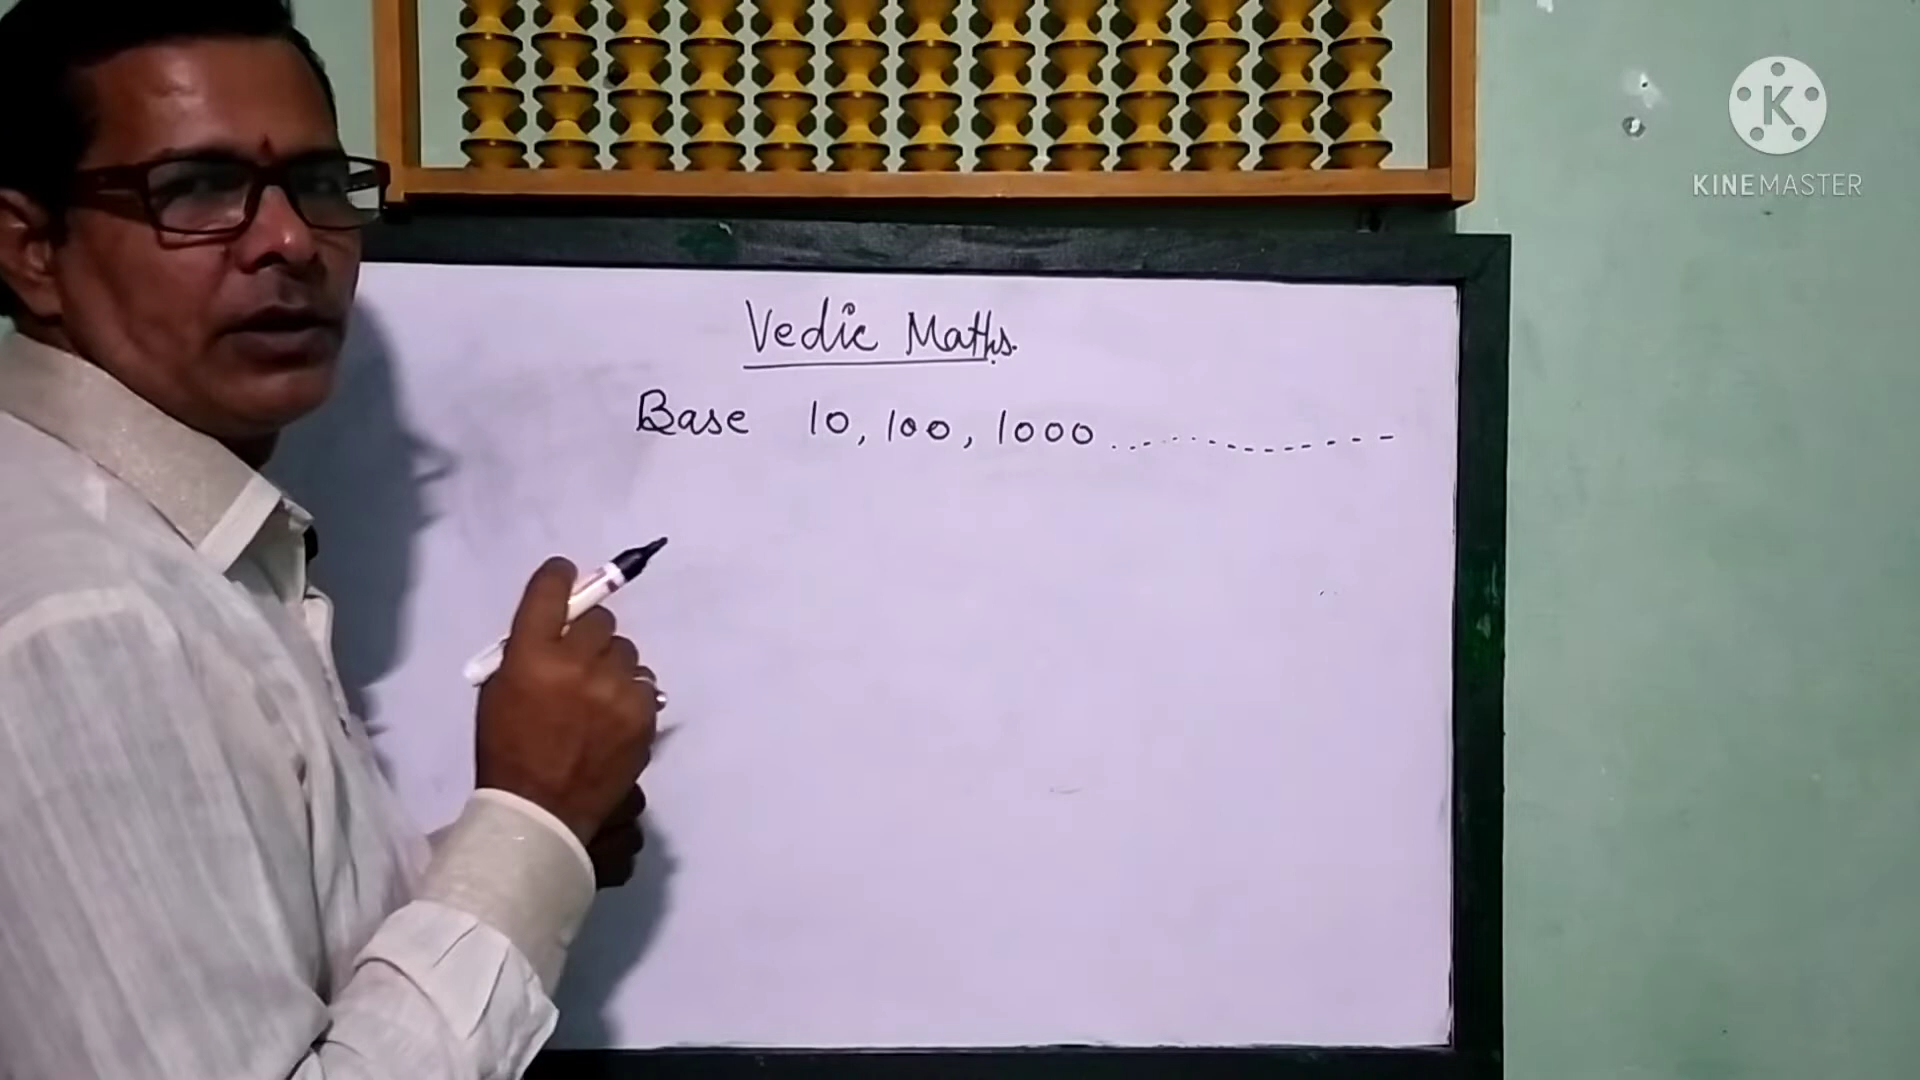 K
KINEMASTER
Vedic Maths.
Base 10, 100, 1000....................